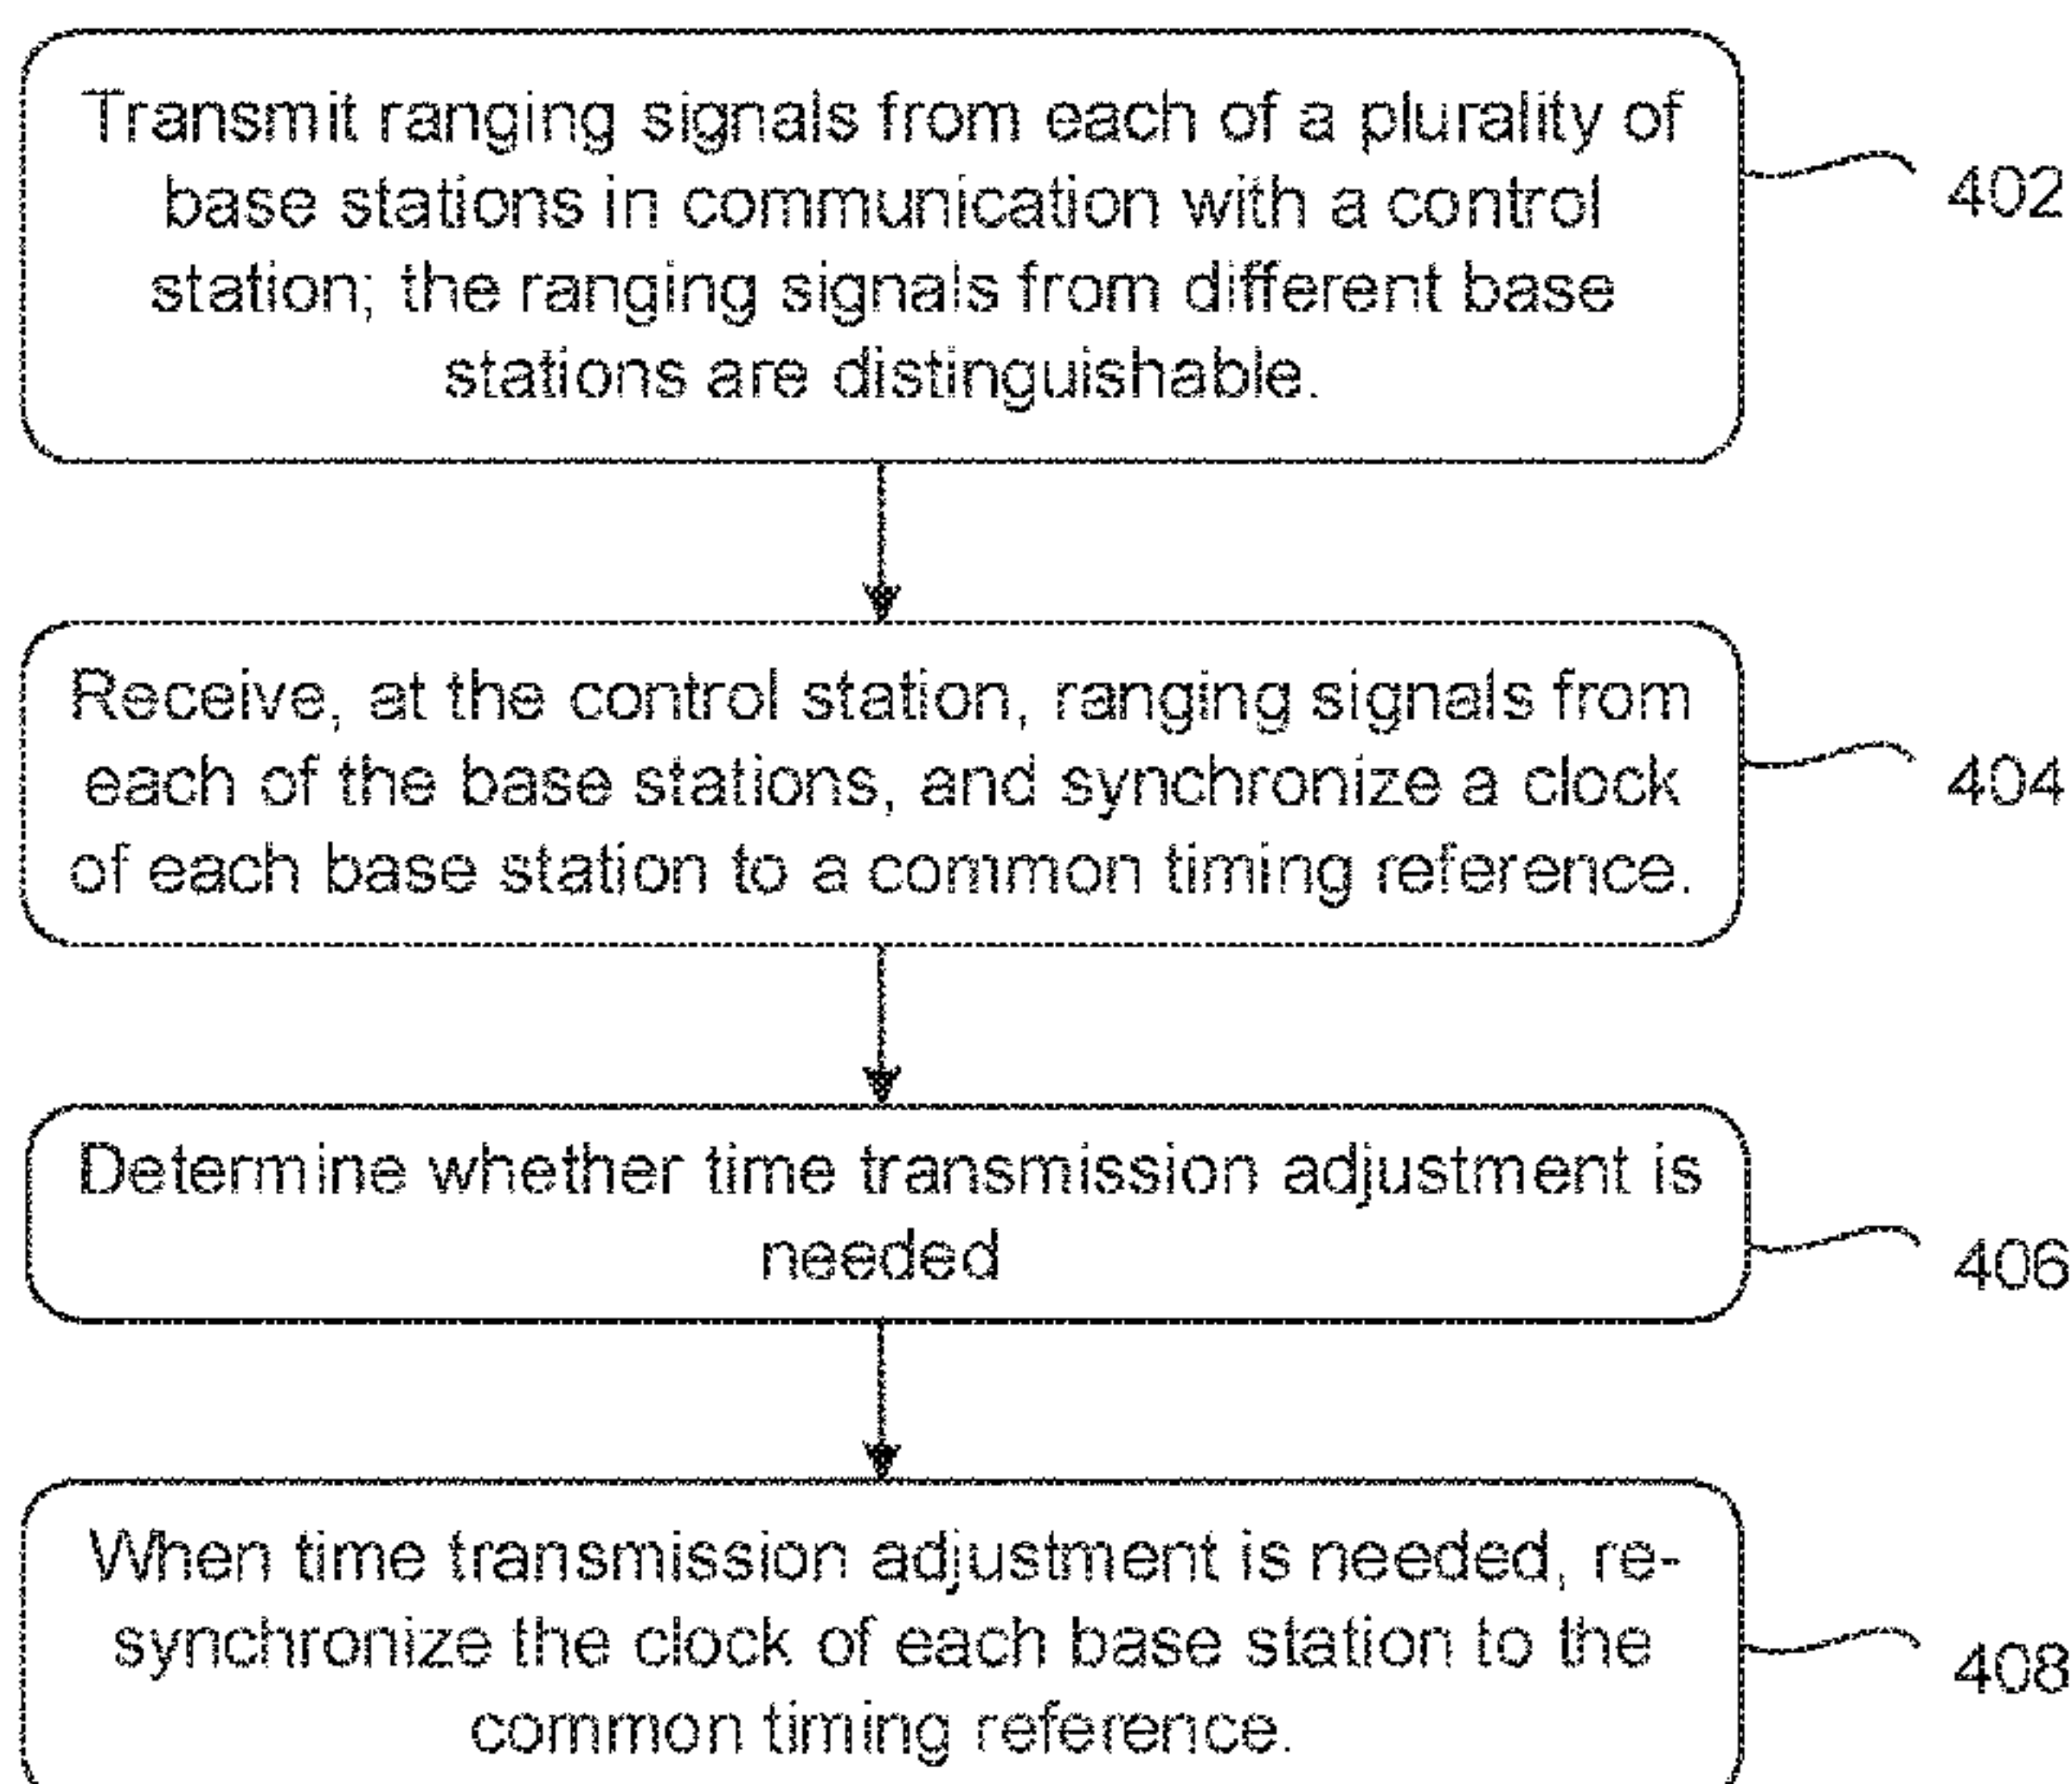 Transmit ranging signals from each of a plurality of
base stations in communication with a control
station; the ranging signals from different base
stations are distinguishable.
402
Receive, at the control station, ranging signals from
each of the base stations, and synchronize a clock
of each base station to a common timing reference.
404
Determine whether time transmission adjustment is
needed
406
When time transmission adjustment is needed, re-
synchronize the clock of each base station to the
common timing reference.
408